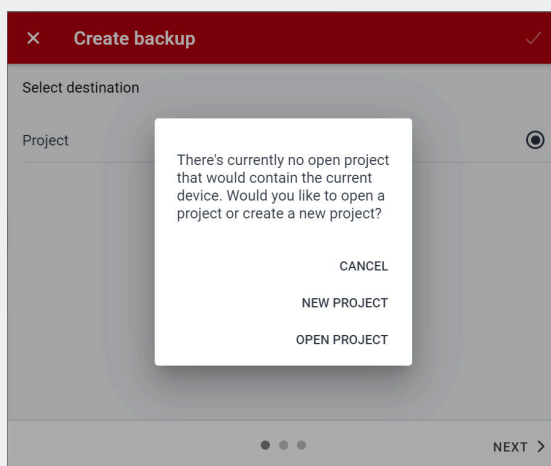 Create backup
Select destination
Project
There's currently no open project
that would contain the current
device. Would you like to open a
project or create a new project?
CANCEL
NEW PROJECT
OPEN PROJECT
NEXT